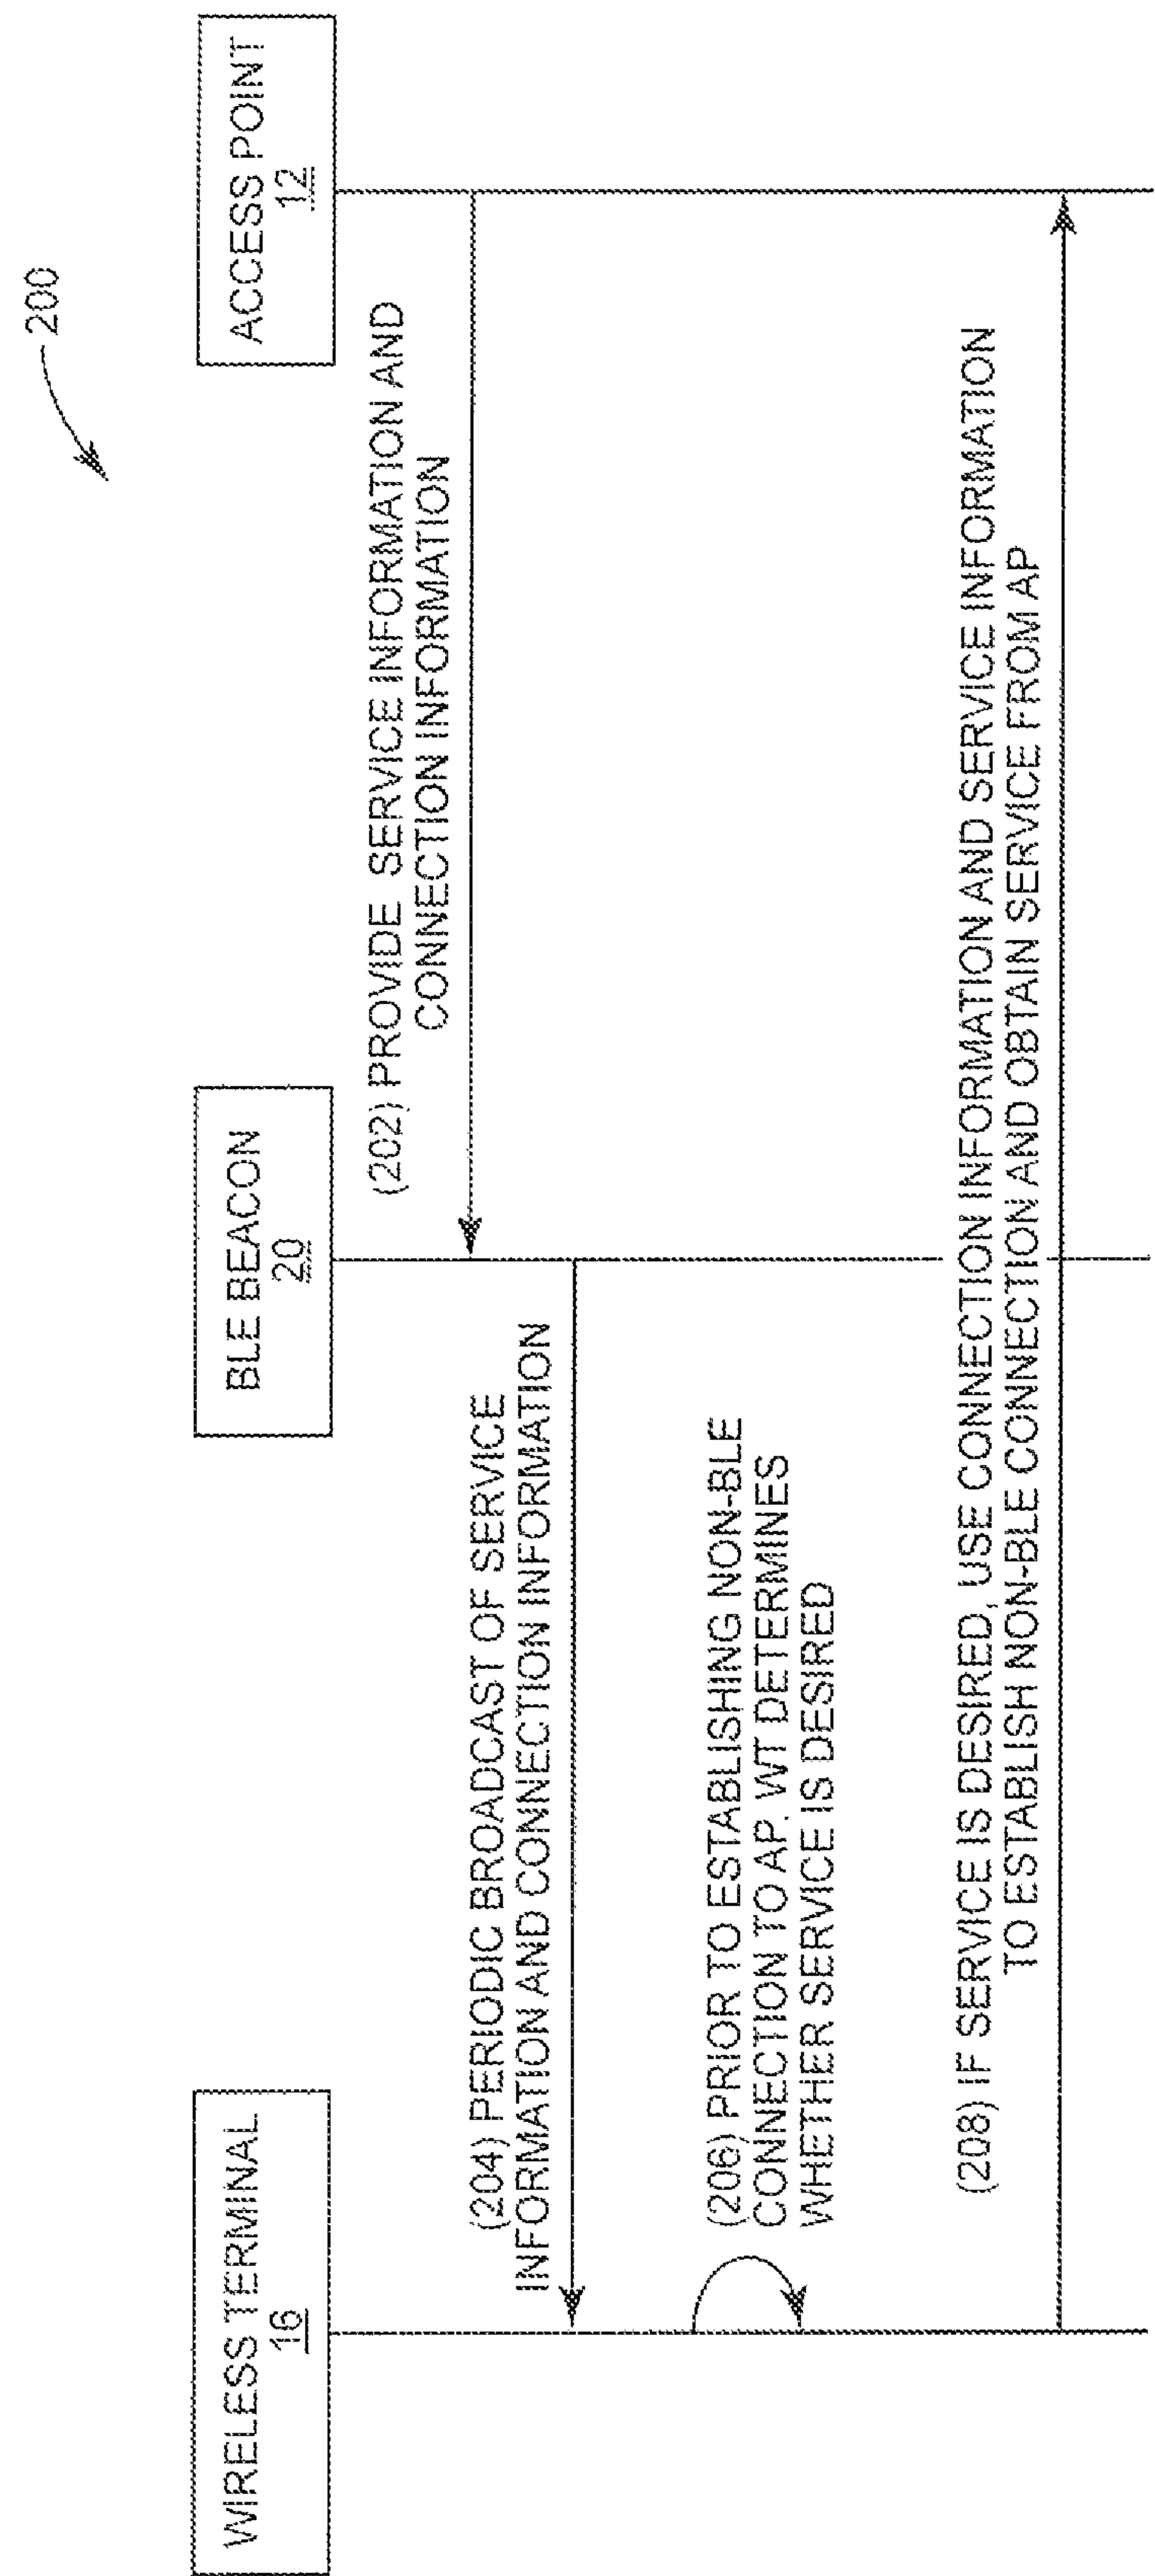 200
WIRELESS TERMINAL
16
BLE BEACON
20
ACCESS POINT
12
(202) PROVIDE SERVICE INFORMATION AND
CONNECTION INFORMATION
(204) PERIODIC BROADCAST OF SERVICE
INFORMATION AND CONNECTION INFORMATION
(206) PRIOR TO ESTABLISHING NON-BLE
CONNECTION TO AP, WT DETERMINES
WHETHER SERVICE IS DESIRED
(208) IF SERVICE IS DESIRED, USE CONNECTION INFORMATION AND SERVICE INFORMATION
TO ESTABLISH NON-BLE CONNECTION AND OBTAIN SERVICE FROM AP